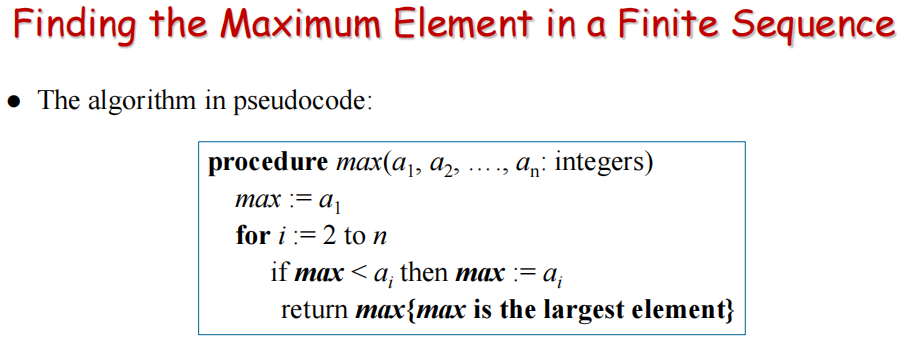 Finding the Maximum Element in a Finite Sequence
● The algorithm in pseudocode:
procedure max(a₁, a₂, …., aₙ: integers)
max := a₁
for i := 2 to n
if max < aᵢ then max := aᵢ
return max{max is the largest element}